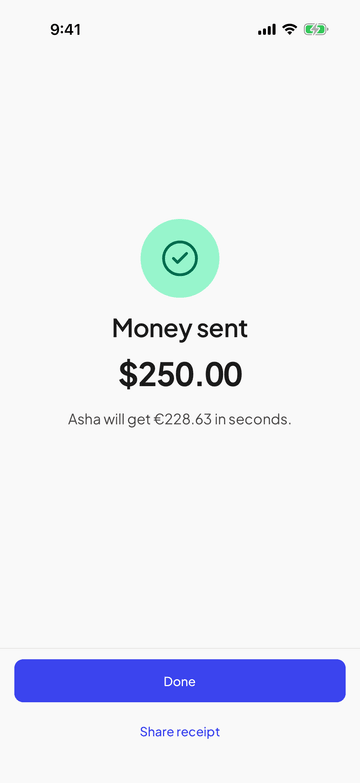 9:41
Money sent
$250.00
Asha will get €228.63 in seconds.
Done
Share receipt